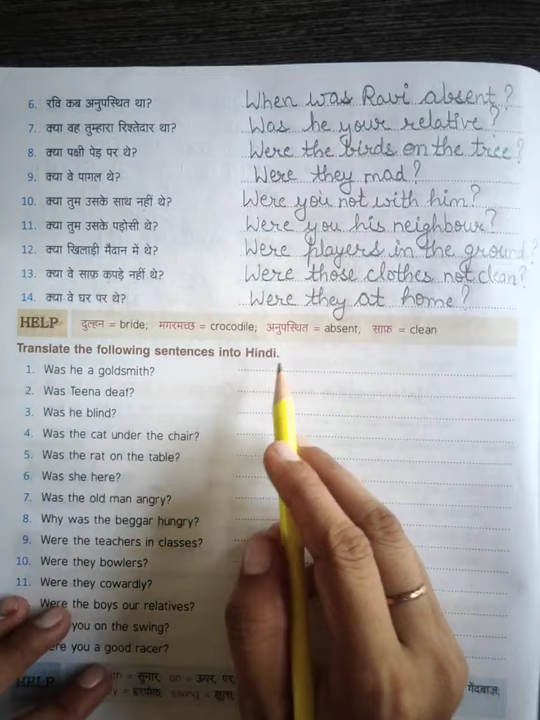 6. रवि कब अनुपस्थित था? When was Ravi absent?
7. क्या वह तुम्हारा रिश्तेदार था? Was he your relative?
8. क्या पक्षी पेड़ पर थे? Were the birds on the tree?
9. क्या वे पागल थे? Were they mad?
10. क्या तुम उसके साथ नहीं थे? Were you not with him?
11. क्या तुम उसके पड़ोसी थे? Were you his neighbour?
12. क्या खिलाड़ी मैदान में थे? Were players in the ground?
13. क्या वे साफ़ कपड़े नहीं थे? Were those clothes not clean?
14. क्या वे घर पर थे? Were they at home?
HELP दुल्हन = bride; मगरमच्छ = crocodile; अनुपस्थित = absent; साफ़ = clean
Translate the following sentences into Hindi.
1. Was he a goldsmith?
2. Was Teena deaf?
3. Was he blind?
4. Was the cat under the chair?
5. Was the rat on the table?
6. Was she here?
7. Was the old man angry?
8. Why was the beggar hungry?
9. Were the teachers in classes?
10. Were they bowlers?
11. Were they cowardly?
Were the boys our relatives?
you on the swing?
ere you a good racer?
HELP = सुनार; on = ऊपर, पर; गेंदबाज;
y = डरपोक; swing = झूला